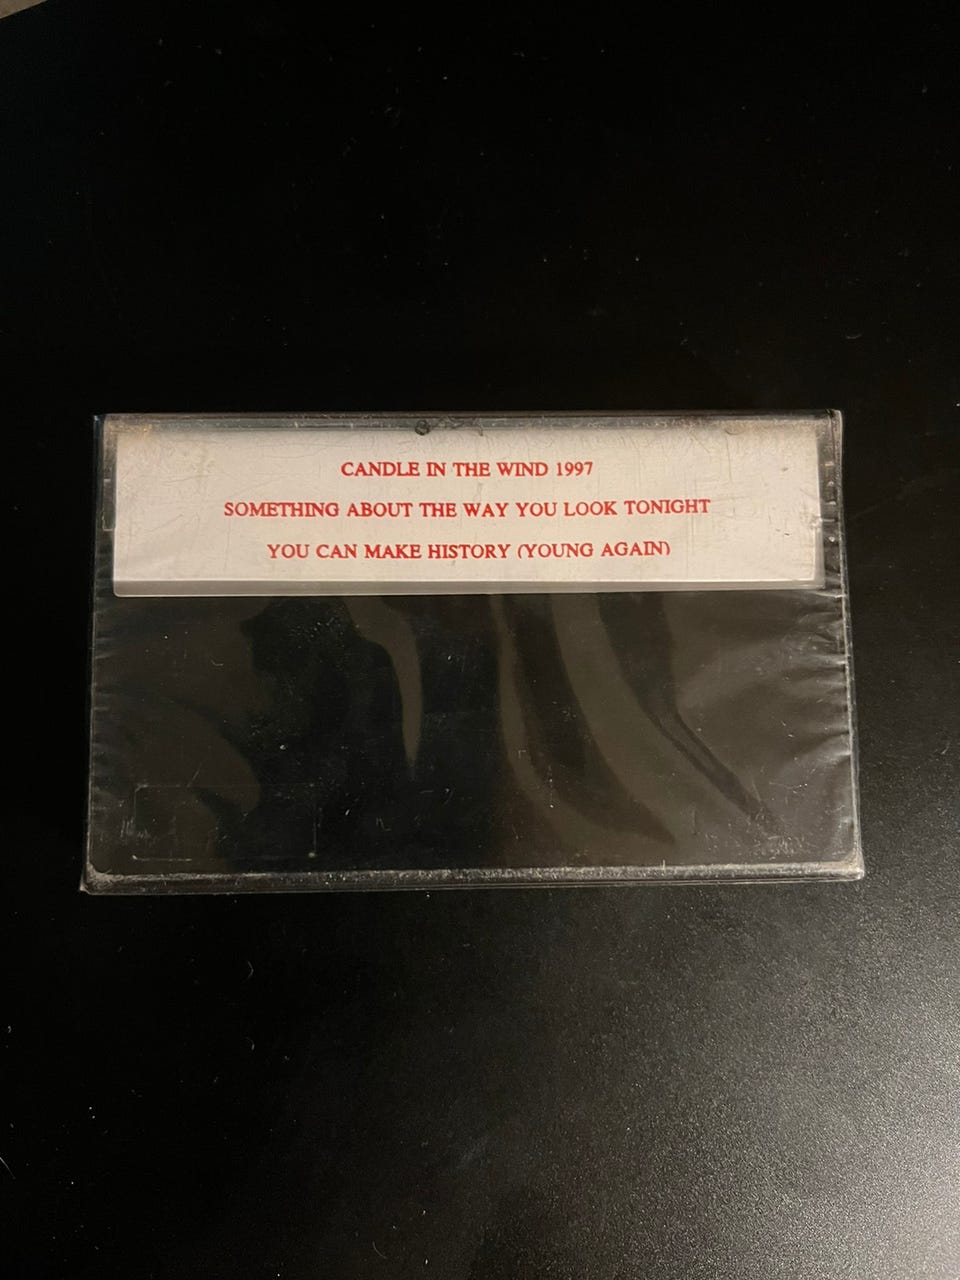 CANDLE IN THE WIND 1997
SOMETHING ABOUT THE WAY YOU LOOK TONIGHT
YOU CAN MAKE HISTORY (YOUNG AGAIN)